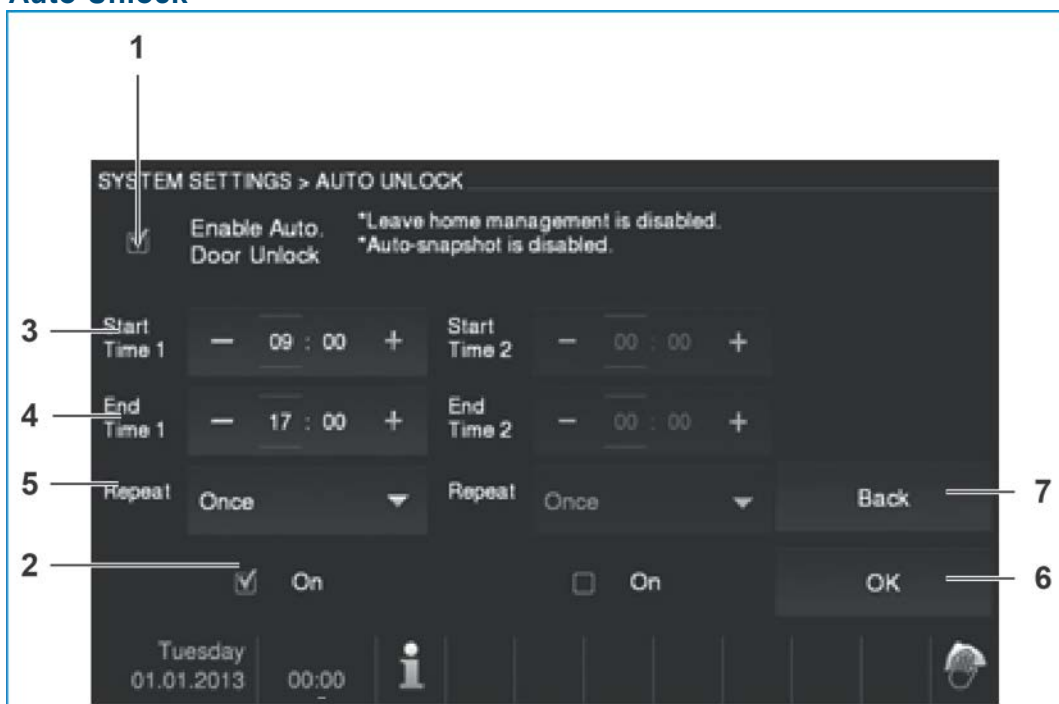 Auto-Unlock
1
SYSTEM SETTINGS > AUTO UNLOCK
Enable Auto.
Door Unlock
*Leave home management is disabled.
*Auto-snapshot is disabled.
3
Start
Time 1
— 09 : 00 +
Start
Time 2
— 00 : 00 +
4
End
Time 1
— 17 : 00 +
End
Time 2
— 00 : 00 +
5
Repeat
Once
Repeat
Once
Back
7
2
On
On
OK
6
Tuesday
01.01.2013
00:00
i